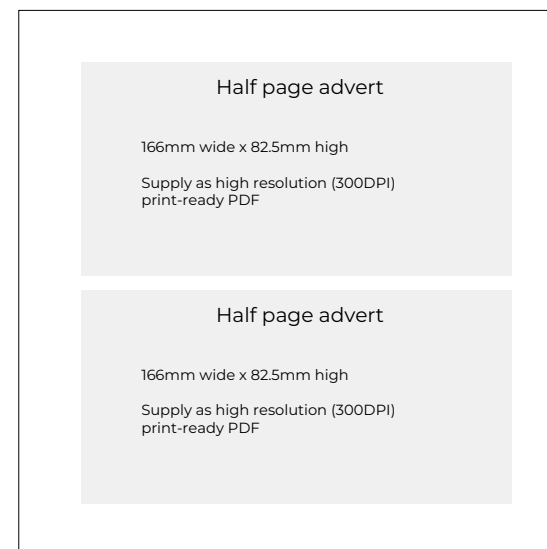 Half page advert
166mm wide x 82.5mm high
Supply as high resolution (300DPI)
print-ready PDF
Half page advert
166mm wide x 82.5mm high
Supply as high resolution (300DPI)
print-ready PDF